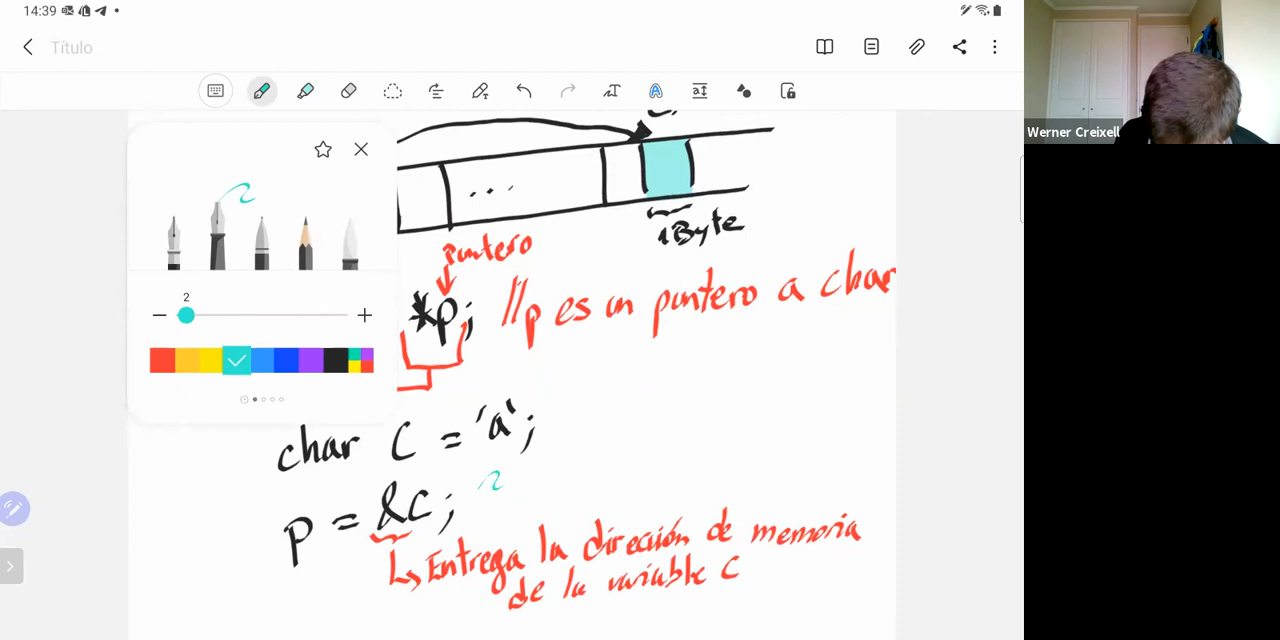 14:39
Título
Werner Creixell
...
1Byte
Puntero
*p; //p es un puntero a char
2
char C = 'a';
p = &C;
↳ Entrega la dirección de memoria
de la variable C